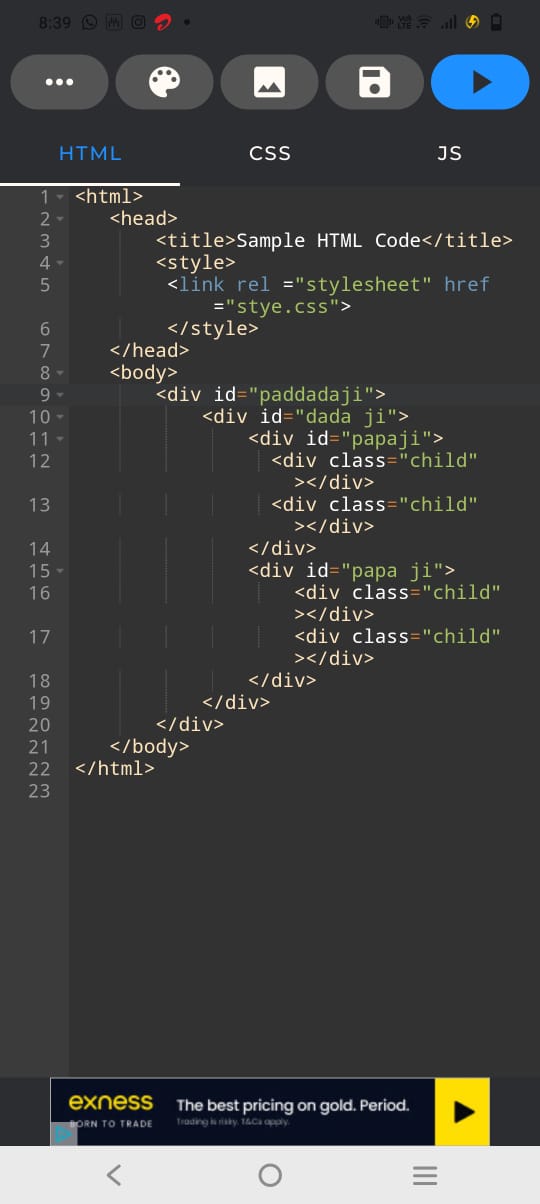 8:39
VoLTE
HTML CSS JS
1 <html>
2 <head>
3 <title>Sample HTML Code</title>
4 <style>
5 <link rel ="stylesheet" href
="stye.css">
6 </style>
7 </head>
8 <body>
9 <div id="paddadaji">
10 <div id="dada ji">
11 <div id="papaji">
12 <div class="child"
></div>
13 <div class="child"
></div>
14 </div>
15 <div id="papa ji">
16 <div class="child"
></div>
17 <div class="child"
></div>
18 </div>
19 </div>
20 </div>
21 </body>
22 </html>
23
exness
BORN TO TRADE
The best pricing on gold. Period.
Trading is risky. T&Cs apply.